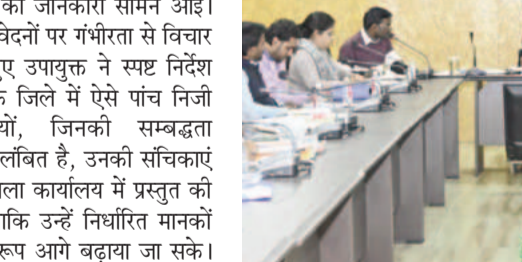 की जानकारी सामने आई।
वेदनों पर गंभीरता से विचार
ए उपायुक्त ने स्पष्ट निर्देश
जिले में ऐसे पांच निजी
यों, जिनकी सम्बद्धता
लंबित है, उनकी संचिकाएं
ला कार्यालय में प्रस्तुत की
ताकि उन्हें निर्धारित मानकों
रूप आगे बढ़ाया जा सके।